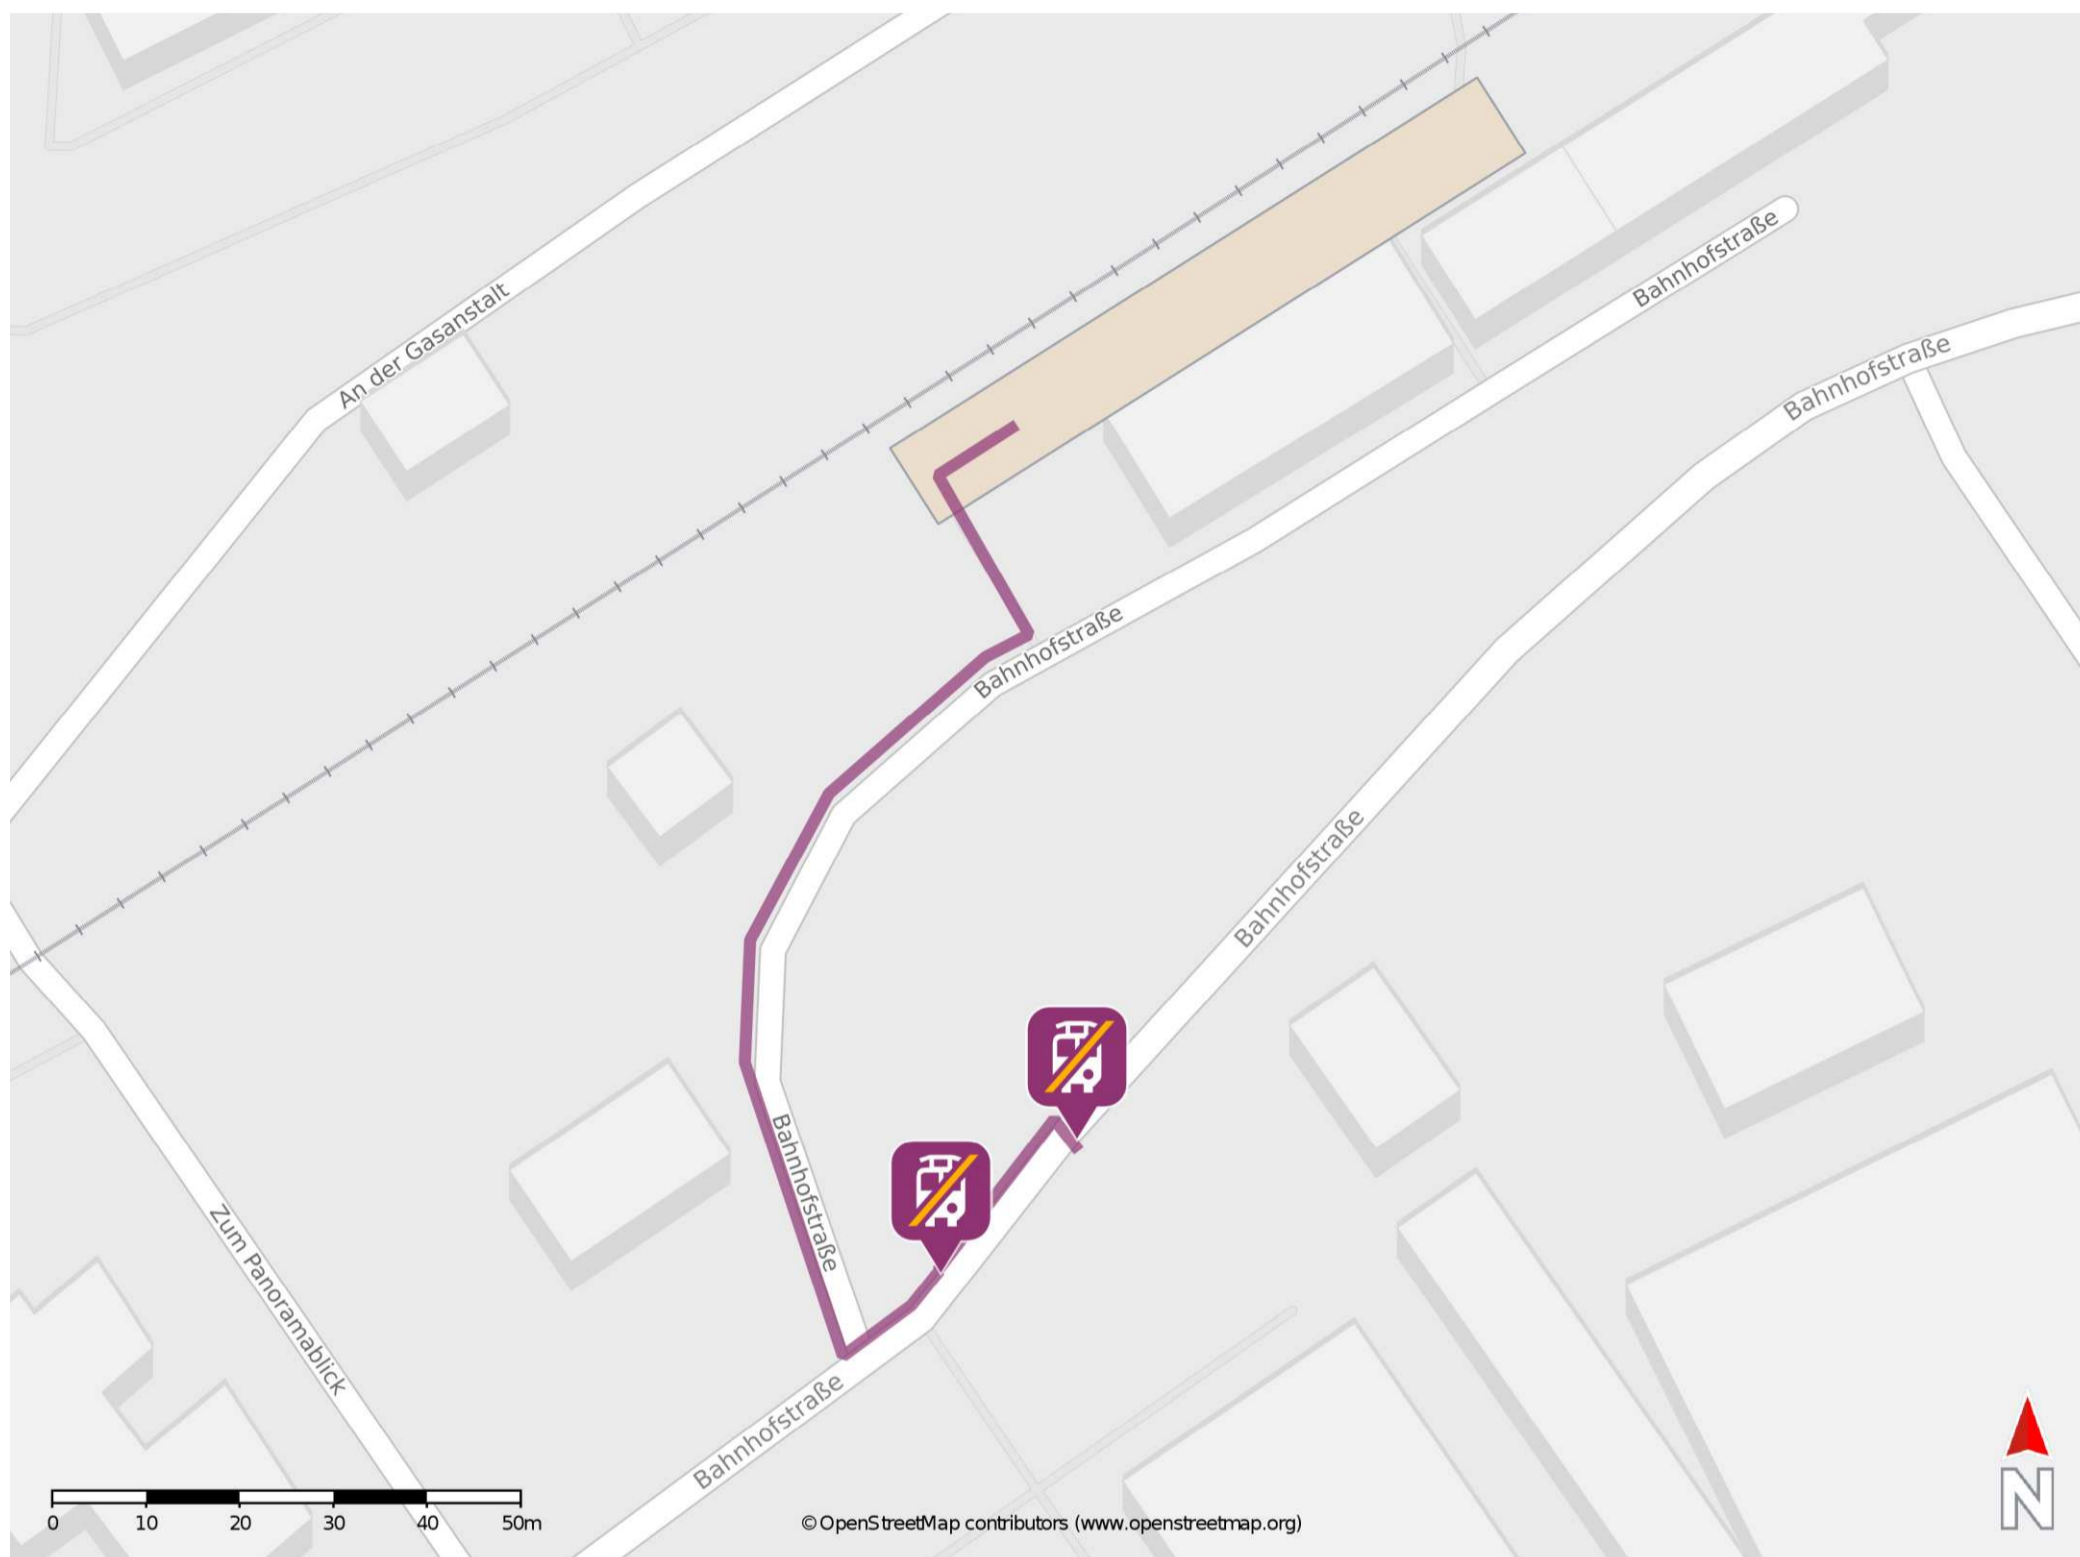 Bahnhofstraße
Bahnhofstraße
An der Gasanstalt
Bahnhofstraße
Bahnhofstraße
Bahnhofstraße
Zum Panoramablick
Bahnhofstraße
0 10 20 30 40 50m
© OpenStreetMap contributors (www.openstreetmap.org)
N